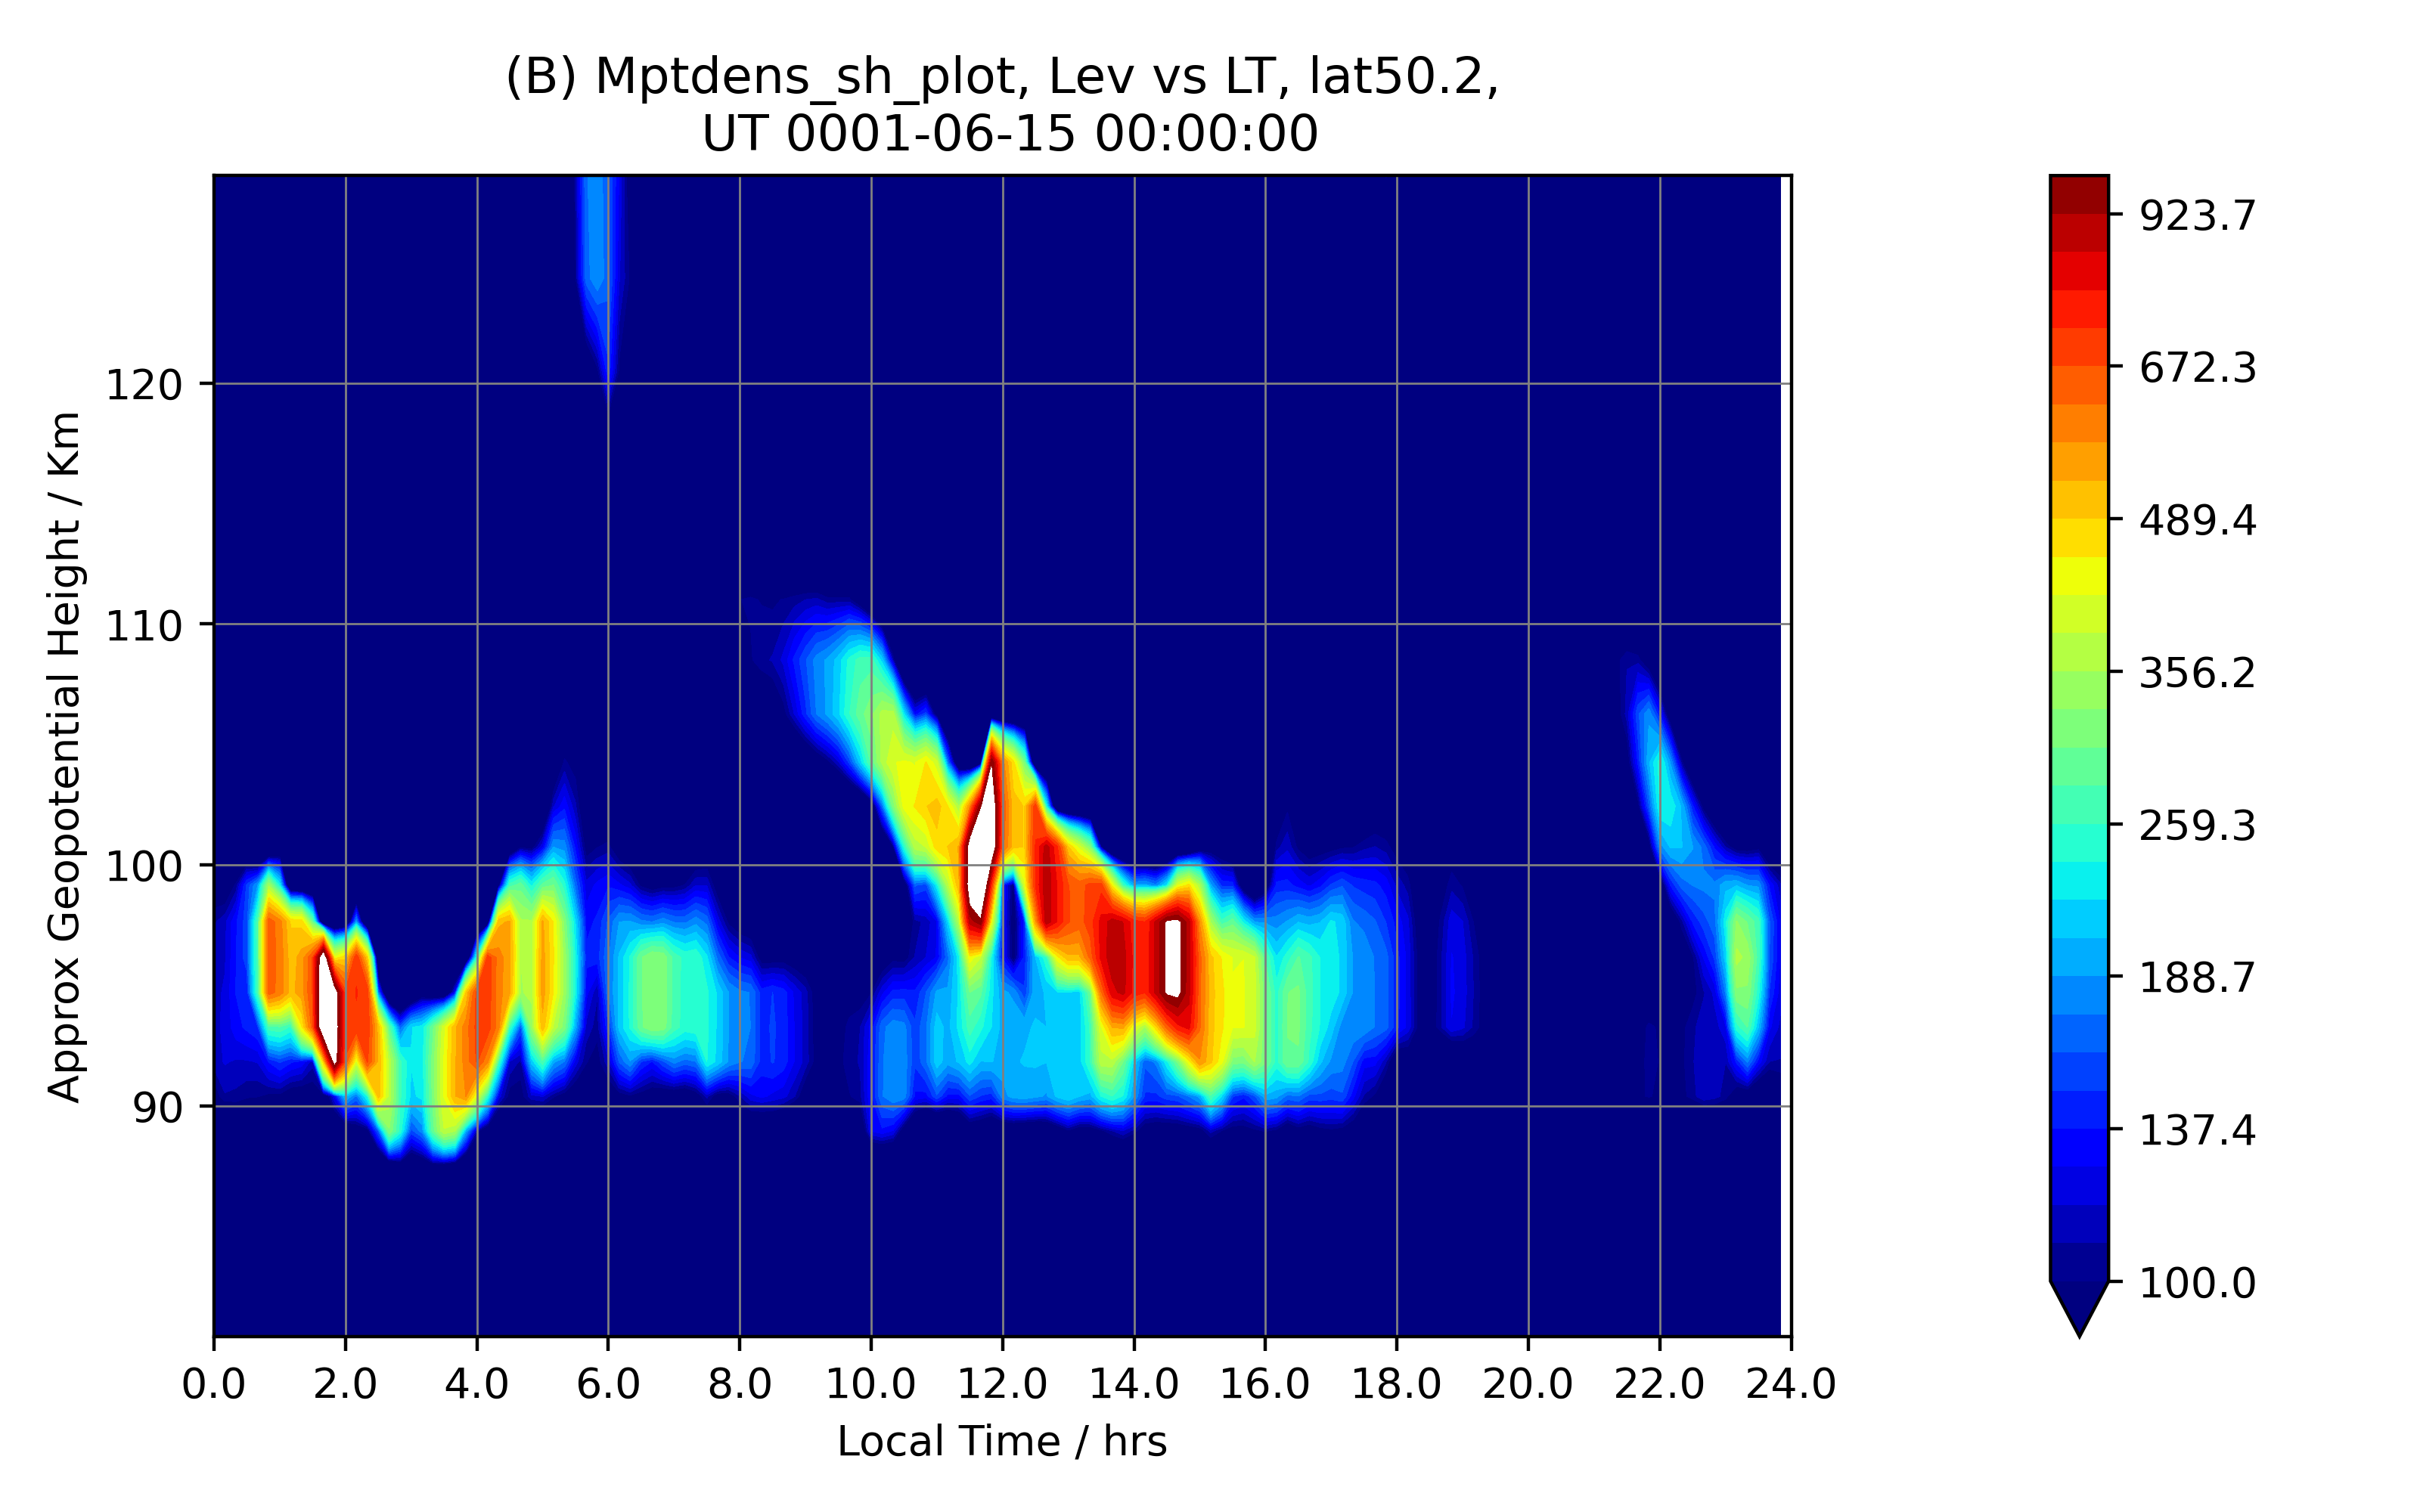 (B) Mptdens_sh_plot, Lev vs LT, lat50.2,
UT 0001-06-15 00:00:00
Approx Geopotential Height / Km
120
110
100
90
0.0 2.0 4.0 6.0 8.0 10.0 12.0 14.0 16.0 18.0 20.0 22.0 24.0
Local Time / hrs
923.7
672.3
489.4
356.2
259.3
188.7
137.4
100.0